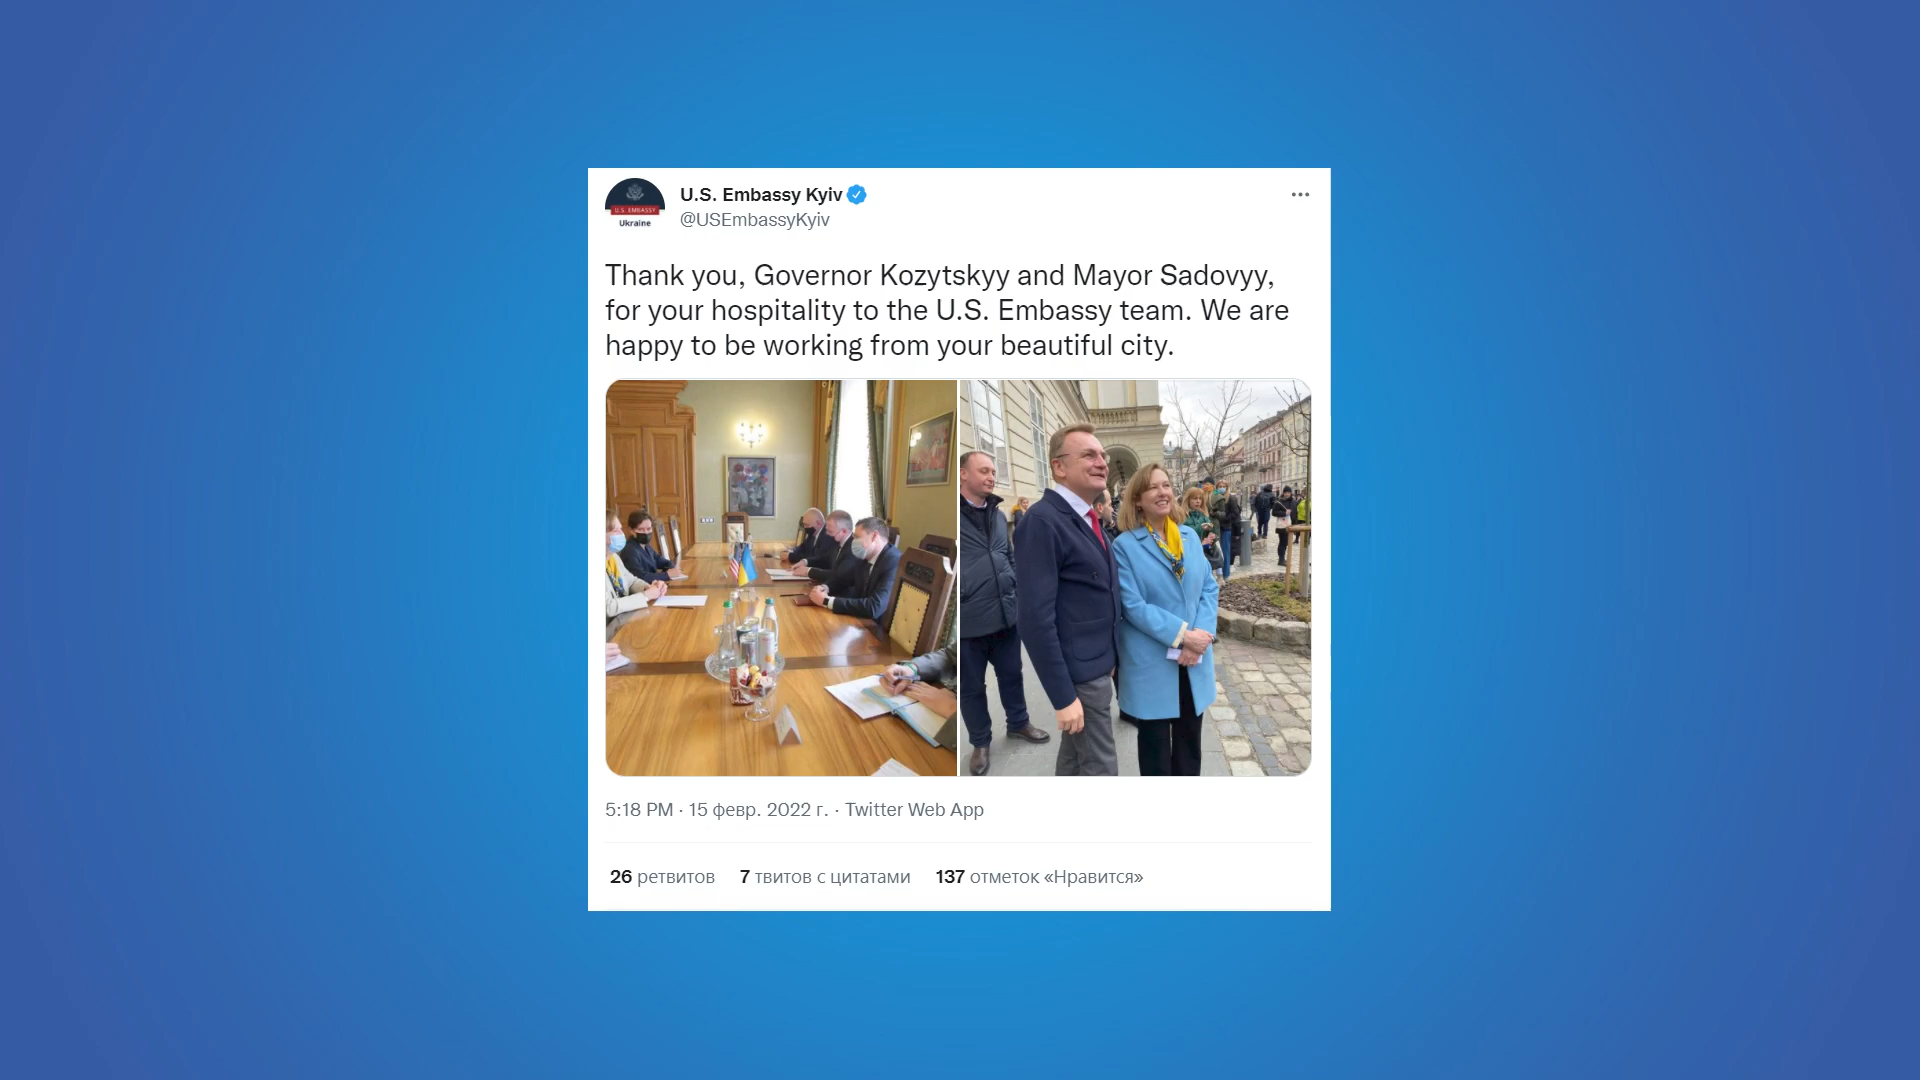 U.S. Embassy Kyiv
@USEmbassyKyiv
U.S. EMBASSY
Ukraine
Thank you, Governor Kozytskyy and Mayor Sadovyy,
for your hospitality to the U.S. Embassy team. We are
happy to be working from your beautiful city.
5:18 PM · 15 февр. 2022 г. · Twitter Web App
26 ретвитов 7 твитов с цитатами 137 отметок «Нравится»